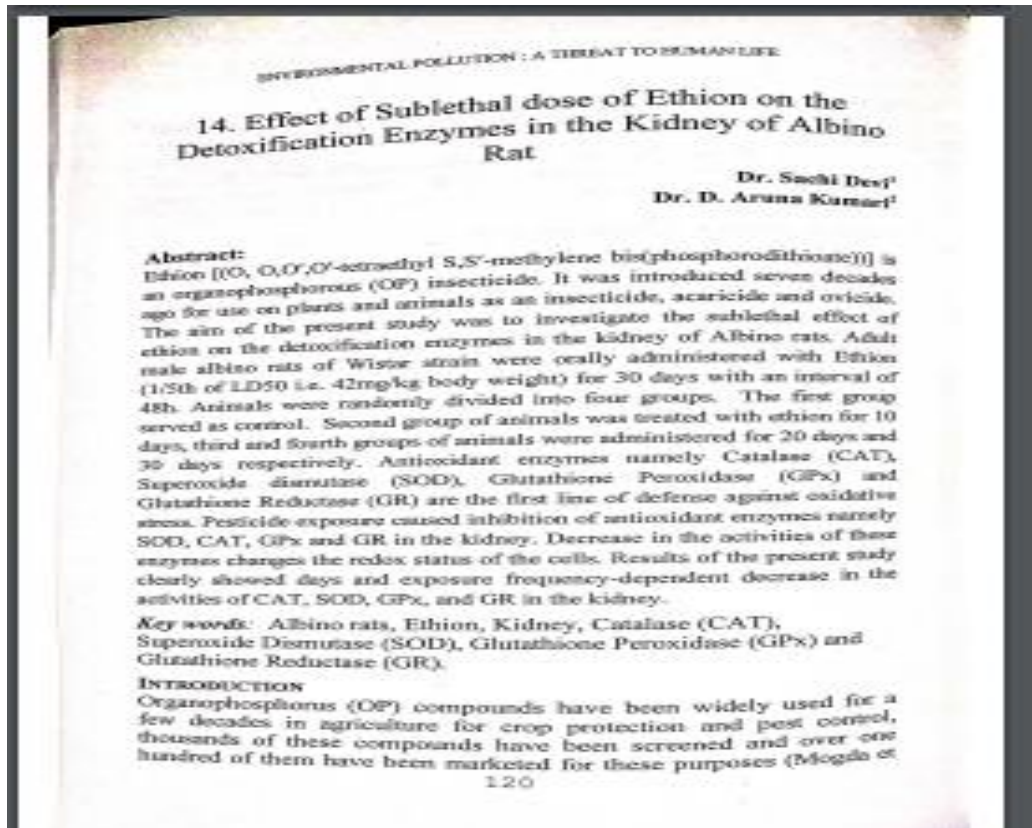 ENVIRONMENTAL POLLUTION : A THREAT TO HUMAN LIFE
14. Effect of Sublethal dose of Ethion on the
Detoxification Enzymes in the Kidney of Albino
Rat
Dr. Sachi Devi¹
Dr. D. Aruna Kumari²
Abstract:
Ethion [(O, O,O',O'-tetraethyl S,S'-methylene bis(phosphorodithioate))] is
an organophosphorous (OP) insecticide. It was introduced seven decades
ago for use on plants and animals as an insecticide, acaricide and ovicide.
The aim of the present study was to investigate the sublethal effect of
ethion on the detoxification enzymes in the kidney of Albino rats. Adult
male albino rats of Wistar strain were orally administered with Ethion
(1/5th of LD50 i.e. 42mg/kg body weight) for 30 days with an interval of
48h. Animals were randomly divided into four groups. The first group
served as control. Second group of animals was treated with ethion for 10
days, third and fourth groups of animals were administered for 20 days and
30 days respectively. Antioxidant enzymes namely Catalase (CAT),
Superoxide dismutase (SOD), Glutathione Peroxidase (GPx) and
Glutathione Reductase (GR) are the first line of defense against oxidative
stress. Pesticide exposure caused inhibition of antioxidant enzymes namely
SOD, CAT, GPx and GR in the kidney. Decrease in the activities of these
enzymes changes the redox status of the cells. Results of the present study
clearly showed days and exposure frequency-dependent decrease in the
activities of CAT, SOD, GPx, and GR in the kidney.
Key words: Albino rats, Ethion, Kidney, Catalase (CAT),
Superoxide Dismutase (SOD), Glutathione Peroxidase (GPx) and
Glutathione Reductase (GR).
INTRODUCTION
Organophosphorus (OP) compounds have been widely used for a
few decades in agriculture for crop protection and pest control,
thousands of these compounds have been screened and over one
hundred of them have been marketed for these purposes (Mogda et
120